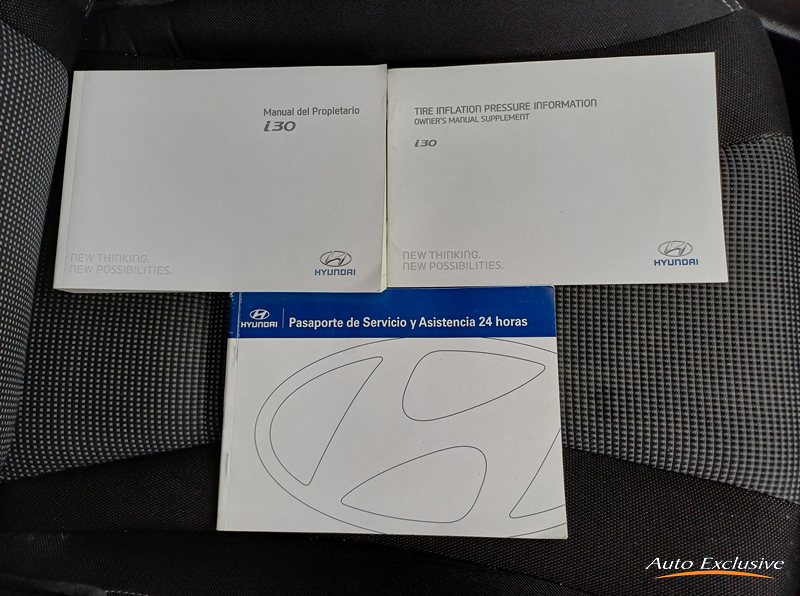 Manual del Propietario
i30
NEW THINKING.
NEW POSSIBILITIES.
HYUNDAI
TIRE INFLATION PRESSURE INFORMATION
OWNER'S MANUAL SUPPLEMENT
i30
NEW THINKING.
NEW POSSIBILITIES.
HYUNDAI
HYUNDAI
Pasaporte de Servicio y Asistencia 24 horas
Auto Exclusive